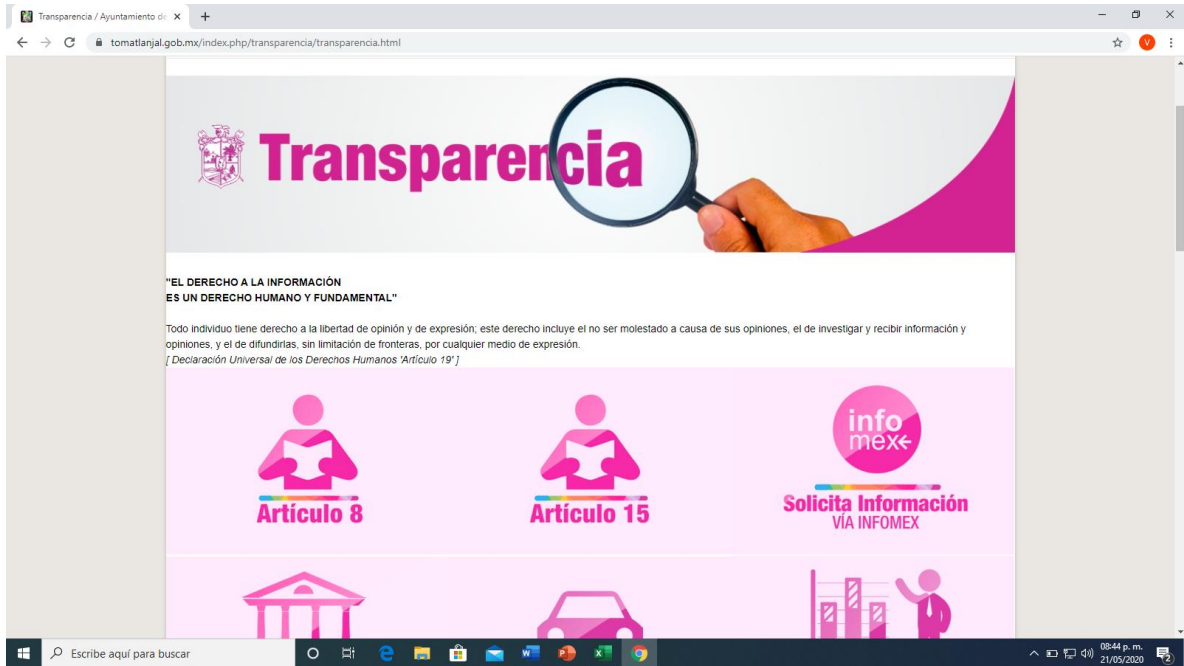 Transparencia / Ayuntamiento de
tomatlanjal.gob.mx/index.php/transparencia/transparencia.html
V
Transparencia
"EL DERECHO A LA INFORMACIÓN
ES UN DERECHO HUMANO Y FUNDAMENTAL"
Todo individuo tiene derecho a la libertad de opinión y de expresión; este derecho incluye el no ser molestado a causa de sus opiniones, el de investigar y recibir información y
opiniones, y el de difundirlas, sin limitación de fronteras, por cualquier medio de expresión.
[ Declaración Universal de los Derechos Humanos 'Artículo 19' ]
info
mex
Artículo 8
Artículo 15
Solicita Información
VÍA INFOMEX
Escribe aquí para buscar
08:44 p. m.
21/05/2020
2